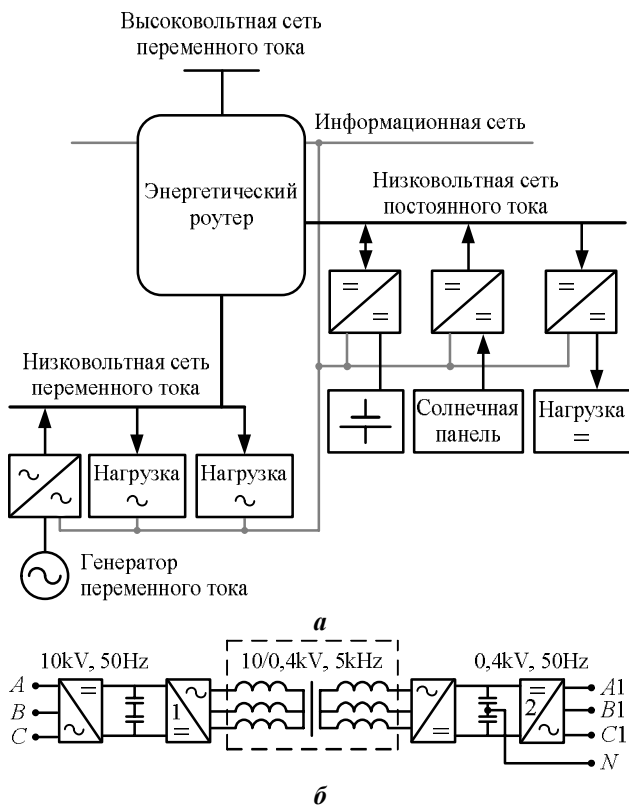 Высоковольтная сеть
переменного тока
Информационная сеть
Энергетический
роутер
Низковольтная сеть
постоянного тока
Низковольтная сеть
переменного тока
Солнечная
панель
Нагрузка
=
Нагрузка
~
Нагрузка
~
Генератор
переменного тока
а
10kV, 50Hz
10/0,4kV, 5kHz
0,4kV, 50Hz
A
B
C
1
2
A1
B1
C1
N
б